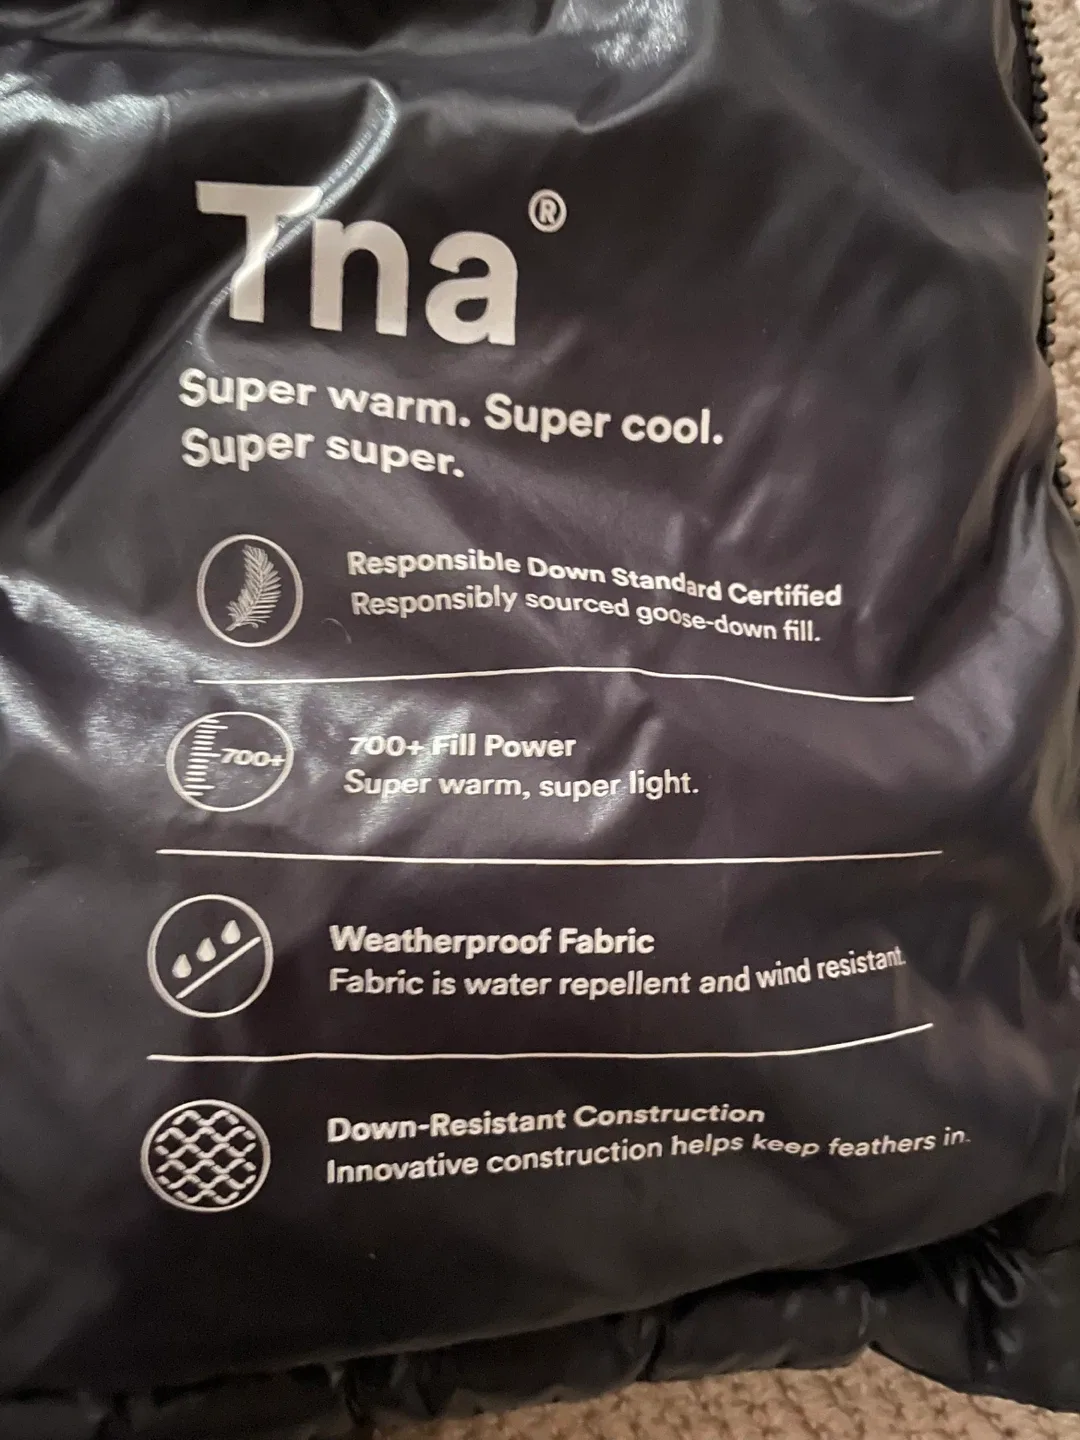 Tna®
Super warm. Super cool.
Super super.
Responsible Down Standard Certified
Responsibly sourced goose-down fill.
700+
700+ Fill Power
Super warm, super light.
Weatherproof Fabric
Fabric is water repellent and wind resistant.
Down-Resistant Construction
Innovative construction helps keep feathers in.